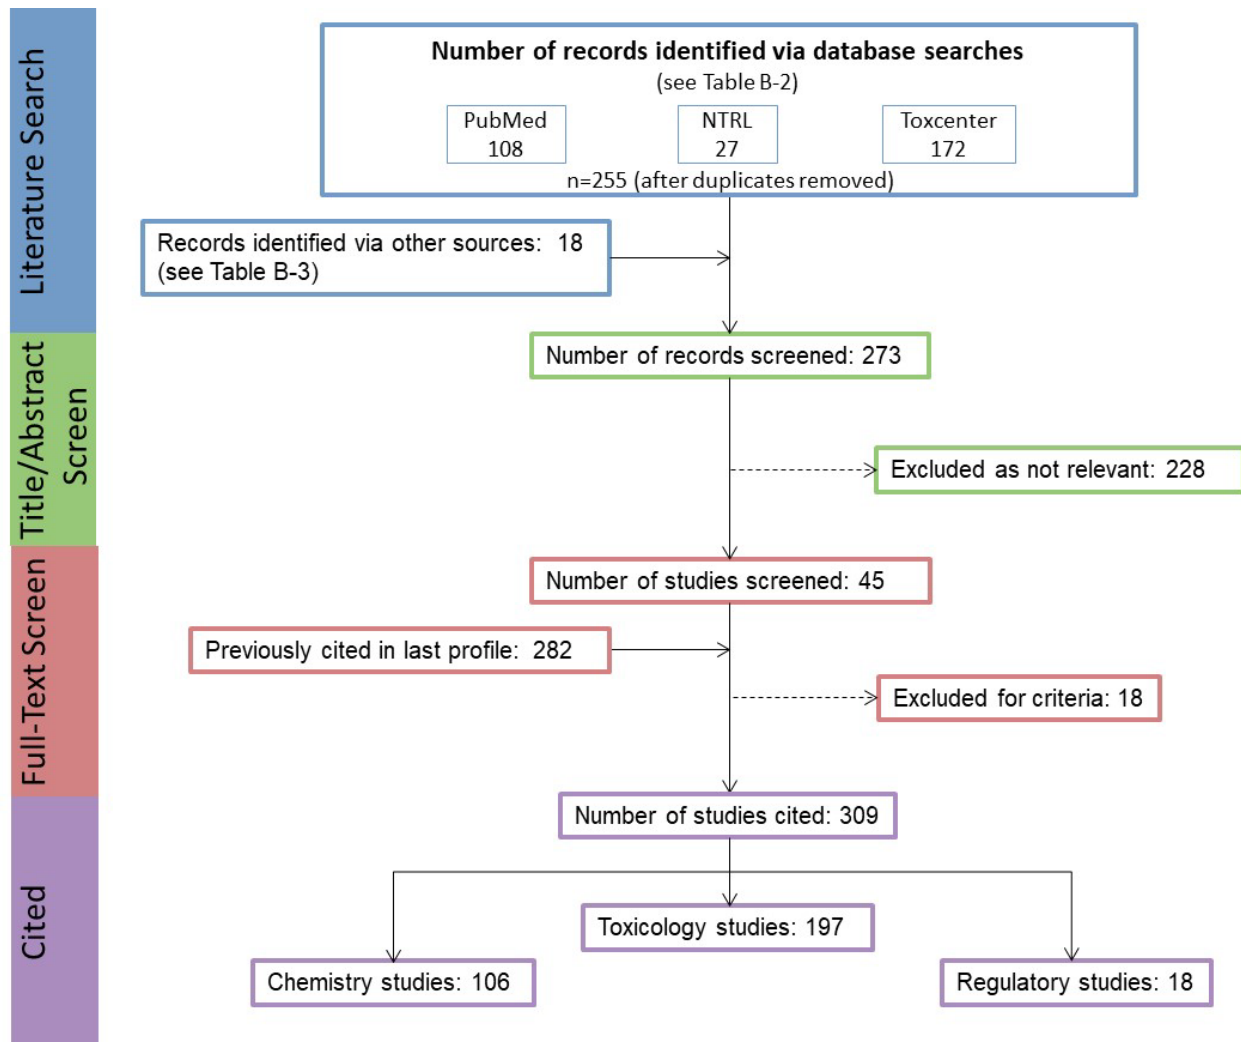 Literature Search
Number of records identified via database searches
(see Table B-2)
PubMed
108
NTRL
27
Toxcenter
172
n=255 (after duplicates removed)
Records identified via other sources: 18
(see Table B-3)
Title/Abstract
Screen
Number of records screened: 273
Excluded as not relevant: 228
Full-Text Screen
Number of studies screened: 45
Previously cited in last profile: 282
Excluded for criteria: 18
Cited
Number of studies cited: 309
Toxicology studies: 197
Chemistry studies: 106
Regulatory studies: 18